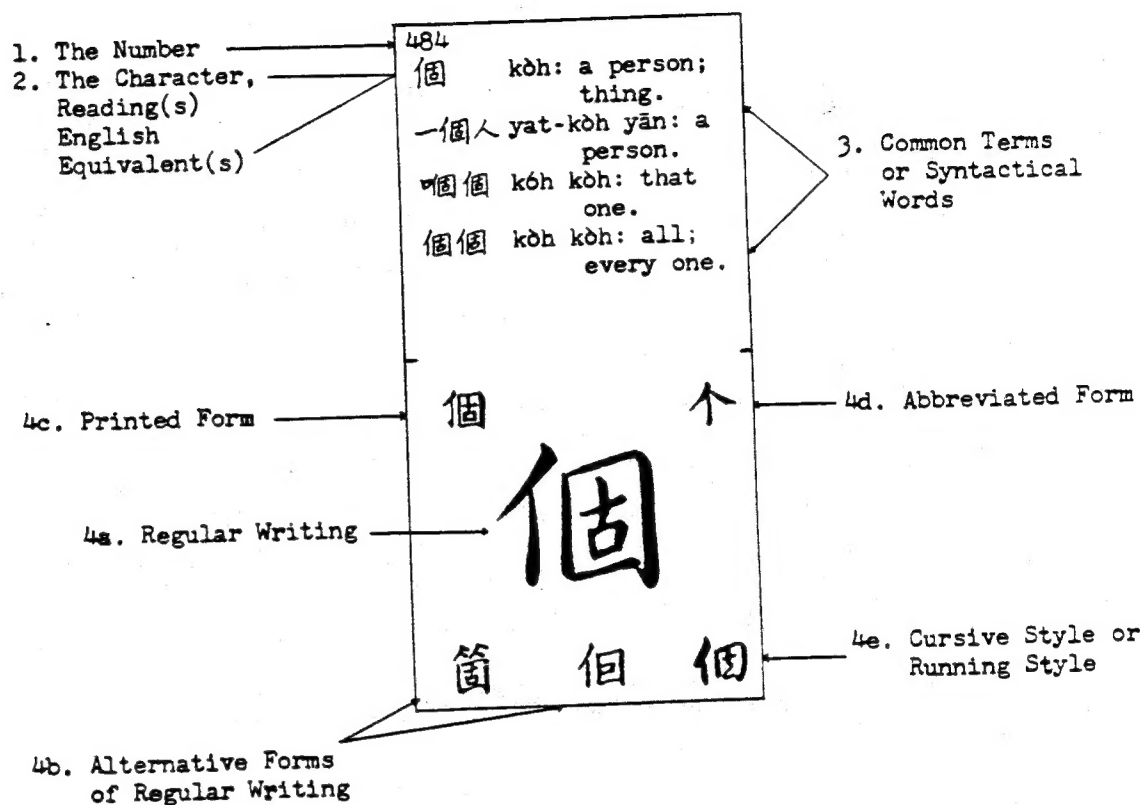 1. The Number
2. The Character,
Reading(s)
English
Equivalent(s)
484
個 kòh: a person;
thing.
一個人 yat-kòh yān: a
person.
嗰個 kóh kòh: that
one.
個個 kòh kòh: all;
every one.
3. Common Terms
or Syntactical
Words
4c. Printed Form
個
个
4d. Abbreviated Form
4a. Regular Writing
個
箇 佪 個
4e. Cursive Style or
Running Style
4b. Alternative Forms
of Regular Writing